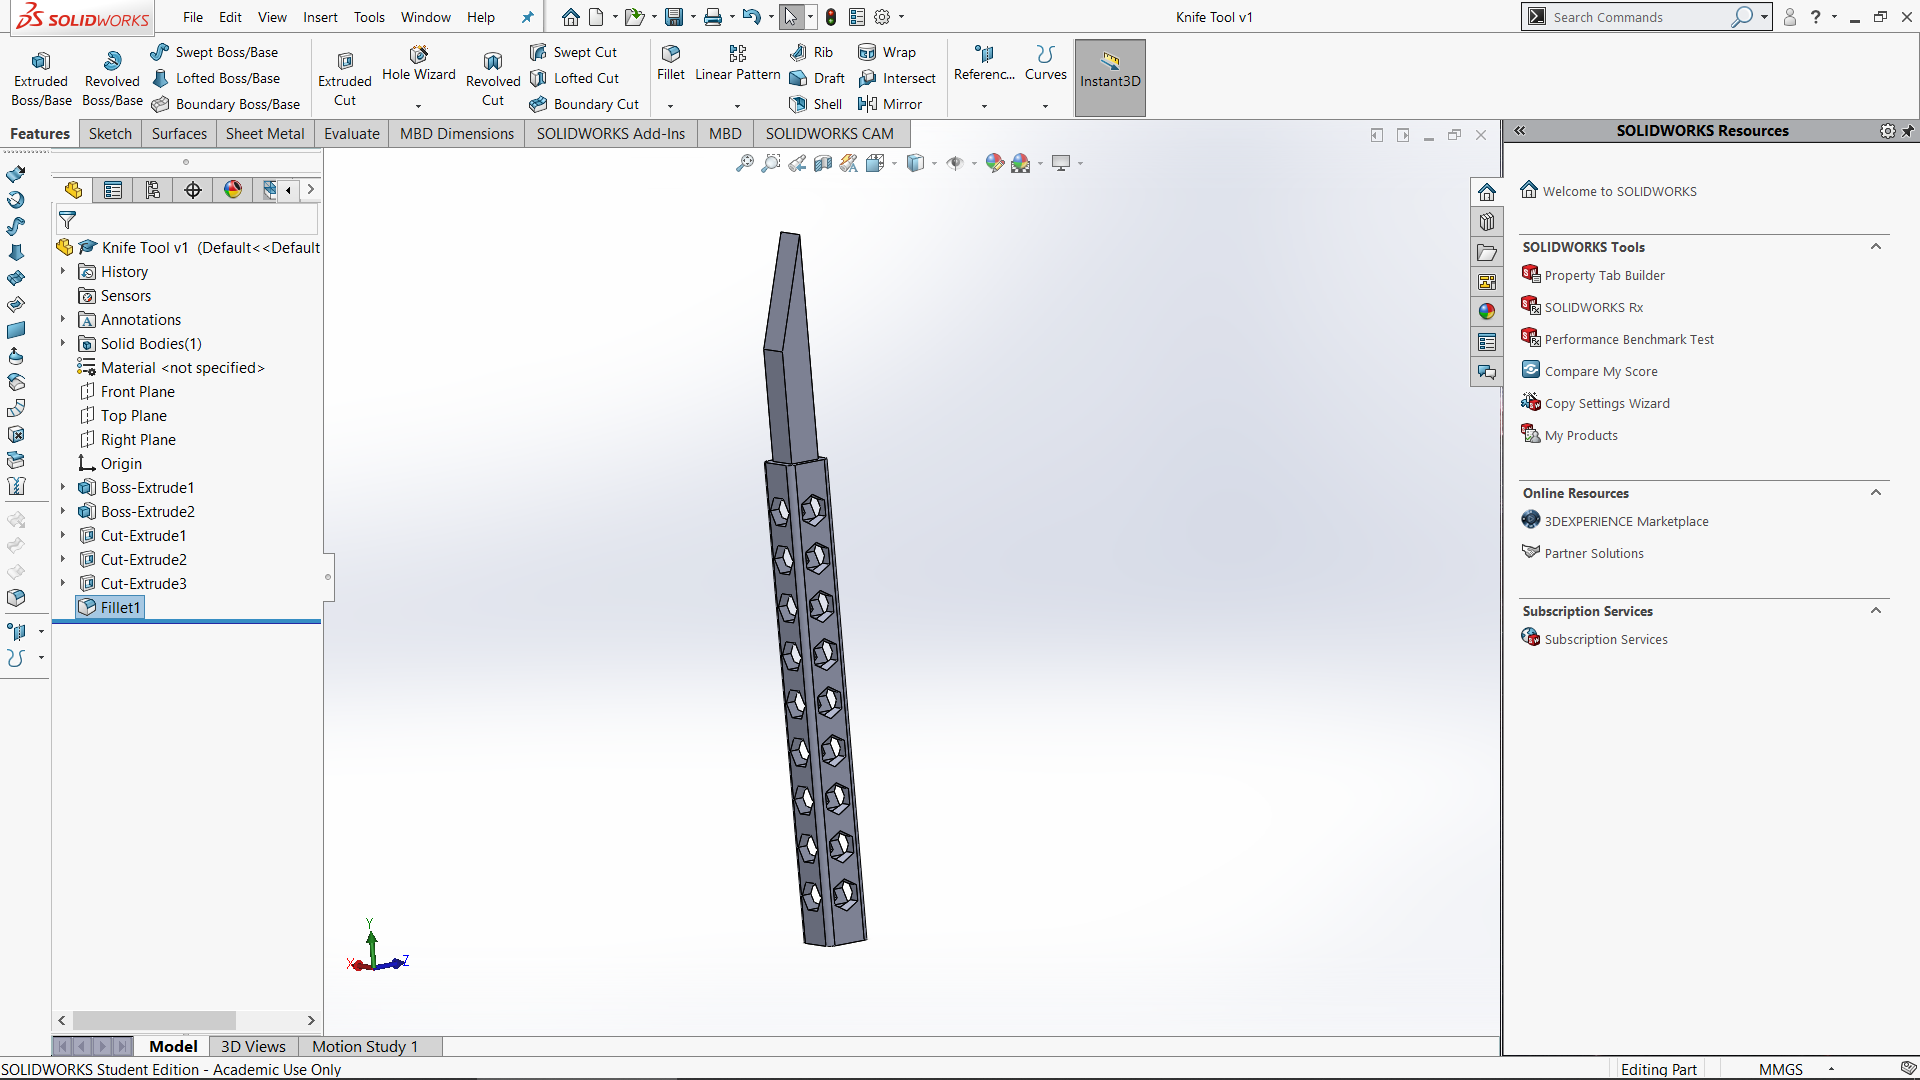 SOLIDWORKS
File Edit View Insert Tools Window Help
Knife Tool v1
Search Commands
?
Extruded Boss/Base
Revolved Boss/Base
Swept Boss/Base
Lofted Boss/Base
Boundary Boss/Base
Extruded Cut
Hole Wizard
Revolved Cut
Swept Cut
Lofted Cut
Boundary Cut
Fillet
Linear Pattern
Rib
Draft
Shell
Wrap
Intersect
Mirror
Referenc...
Curves
Instant3D
Features Sketch Surfaces Sheet Metal Evaluate MBD Dimensions SOLIDWORKS Add-Ins MBD SOLIDWORKS CAM
Knife Tool v1 (Default<<Default
History
Sensors
Annotations
Solid Bodies(1)
Material <not specified>
Front Plane
Top Plane
Right Plane
Origin
Boss-Extrude1
Boss-Extrude2
Cut-Extrude1
Cut-Extrude2
Cut-Extrude3
Fillet1
Y
X
Z
SOLIDWORKS Resources
Welcome to SOLIDWORKS
SOLIDWORKS Tools
Property Tab Builder
SOLIDWORKS Rx
Performance Benchmark Test
Compare My Score
Copy Settings Wizard
My Products
Online Resources
3DEXPERIENCE Marketplace
Partner Solutions
Subscription Services
Subscription Services
Model 3D Views Motion Study 1
SOLIDWORKS Student Edition - Academic Use Only
Editing Part
MMGS